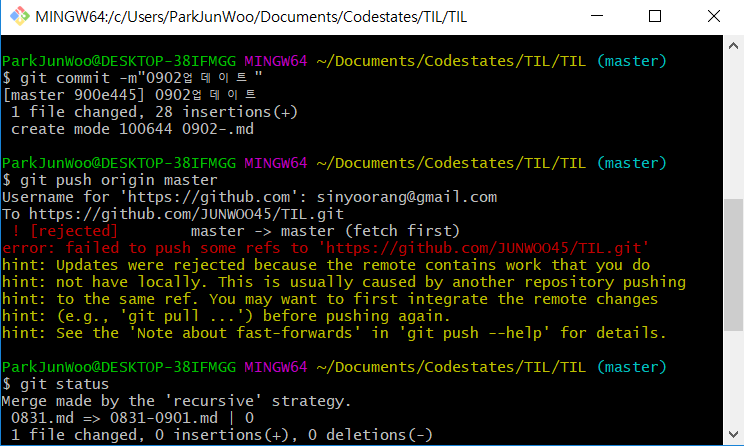 MINGW64:/c/Users/ParkJunWoo/Documents/Codestates/TIL/TIL
ParkJunWoo@DESKTOP-38IFMGG MINGW64 ~/Documents/Codestates/TIL/TIL (master)
$ git commit -m"0902업데이트"
[master 900e445] 0902업데이트
 1 file changed, 28 insertions(+)
 create mode 100644 0902-.md
ParkJunWoo@DESKTOP-38IFMGG MINGW64 ~/Documents/Codestates/TIL/TIL (master)
$ git push origin master
Username for 'https://github.com': sinyoorang@gmail.com
To https://github.com/JUNWOO45/TIL.git
 ! [rejected]        master -> master (fetch first)
error: failed to push some refs to 'https://github.com/JUNWOO45/TIL.git'
hint: Updates were rejected because the remote contains work that you do
hint: not have locally. This is usually caused by another repository pushing
hint: to the same ref. You may want to first integrate the remote changes
hint: (e.g., 'git pull ...') before pushing again.
hint: See the 'Note about fast-forwards' in 'git push --help' for details.
ParkJunWoo@DESKTOP-38IFMGG MINGW64 ~/Documents/Codestates/TIL/TIL (master)
$ git status
Merge made by the 'recursive' strategy.
 0831.md => 0831-0901.md | 0
 1 file changed, 0 insertions(+), 0 deletions(-)